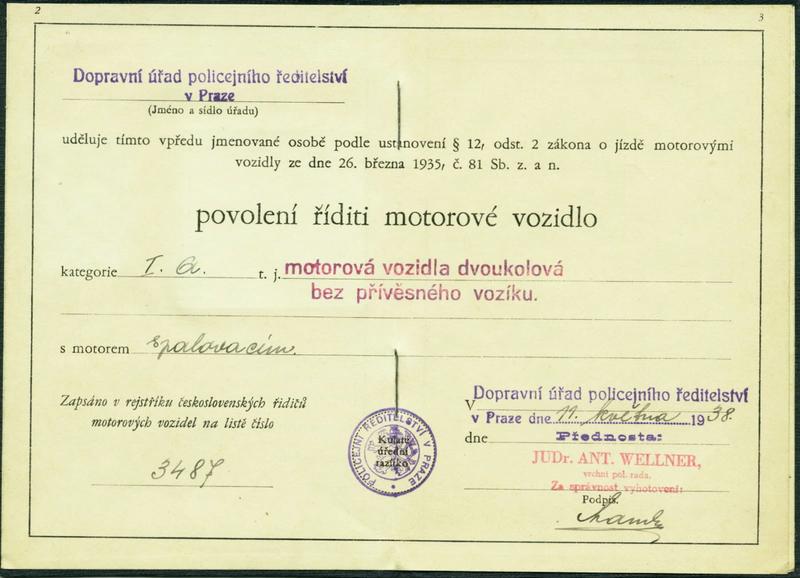 2
3
Dopravní úřad policejního ředitelství
v Praze
(Jméno a sídlo úřadu)
uděluje tímto vpředu jmenované osobě podle ustanovení § 12, odst. 2 zákona o jízdě motorovými
vozidly ze dne 26. března 1935, č. 81 Sb. z. a n.
povolení říditi motorové vozidlo
kategorie I. a. t. j. motorová vozidla dvoukolová
bez přívěsného vozíku.
s motorem spalovacím.
Zapsáno v rejstříku československých řidičů
motorových vozidel na listě číslo
3487
POLICEJNÍ ŘEDITELSTVÍ V PRAZE
Kulaté
úřední
razítko
V Dopravní úřad policejního ředitelství
v Praze dne 11. května 1938.
dne Přednosta:
JUDr. ANT. WELLNER,
vrchní pol. rada.
Za správnost vyhotovení:
Podpis.